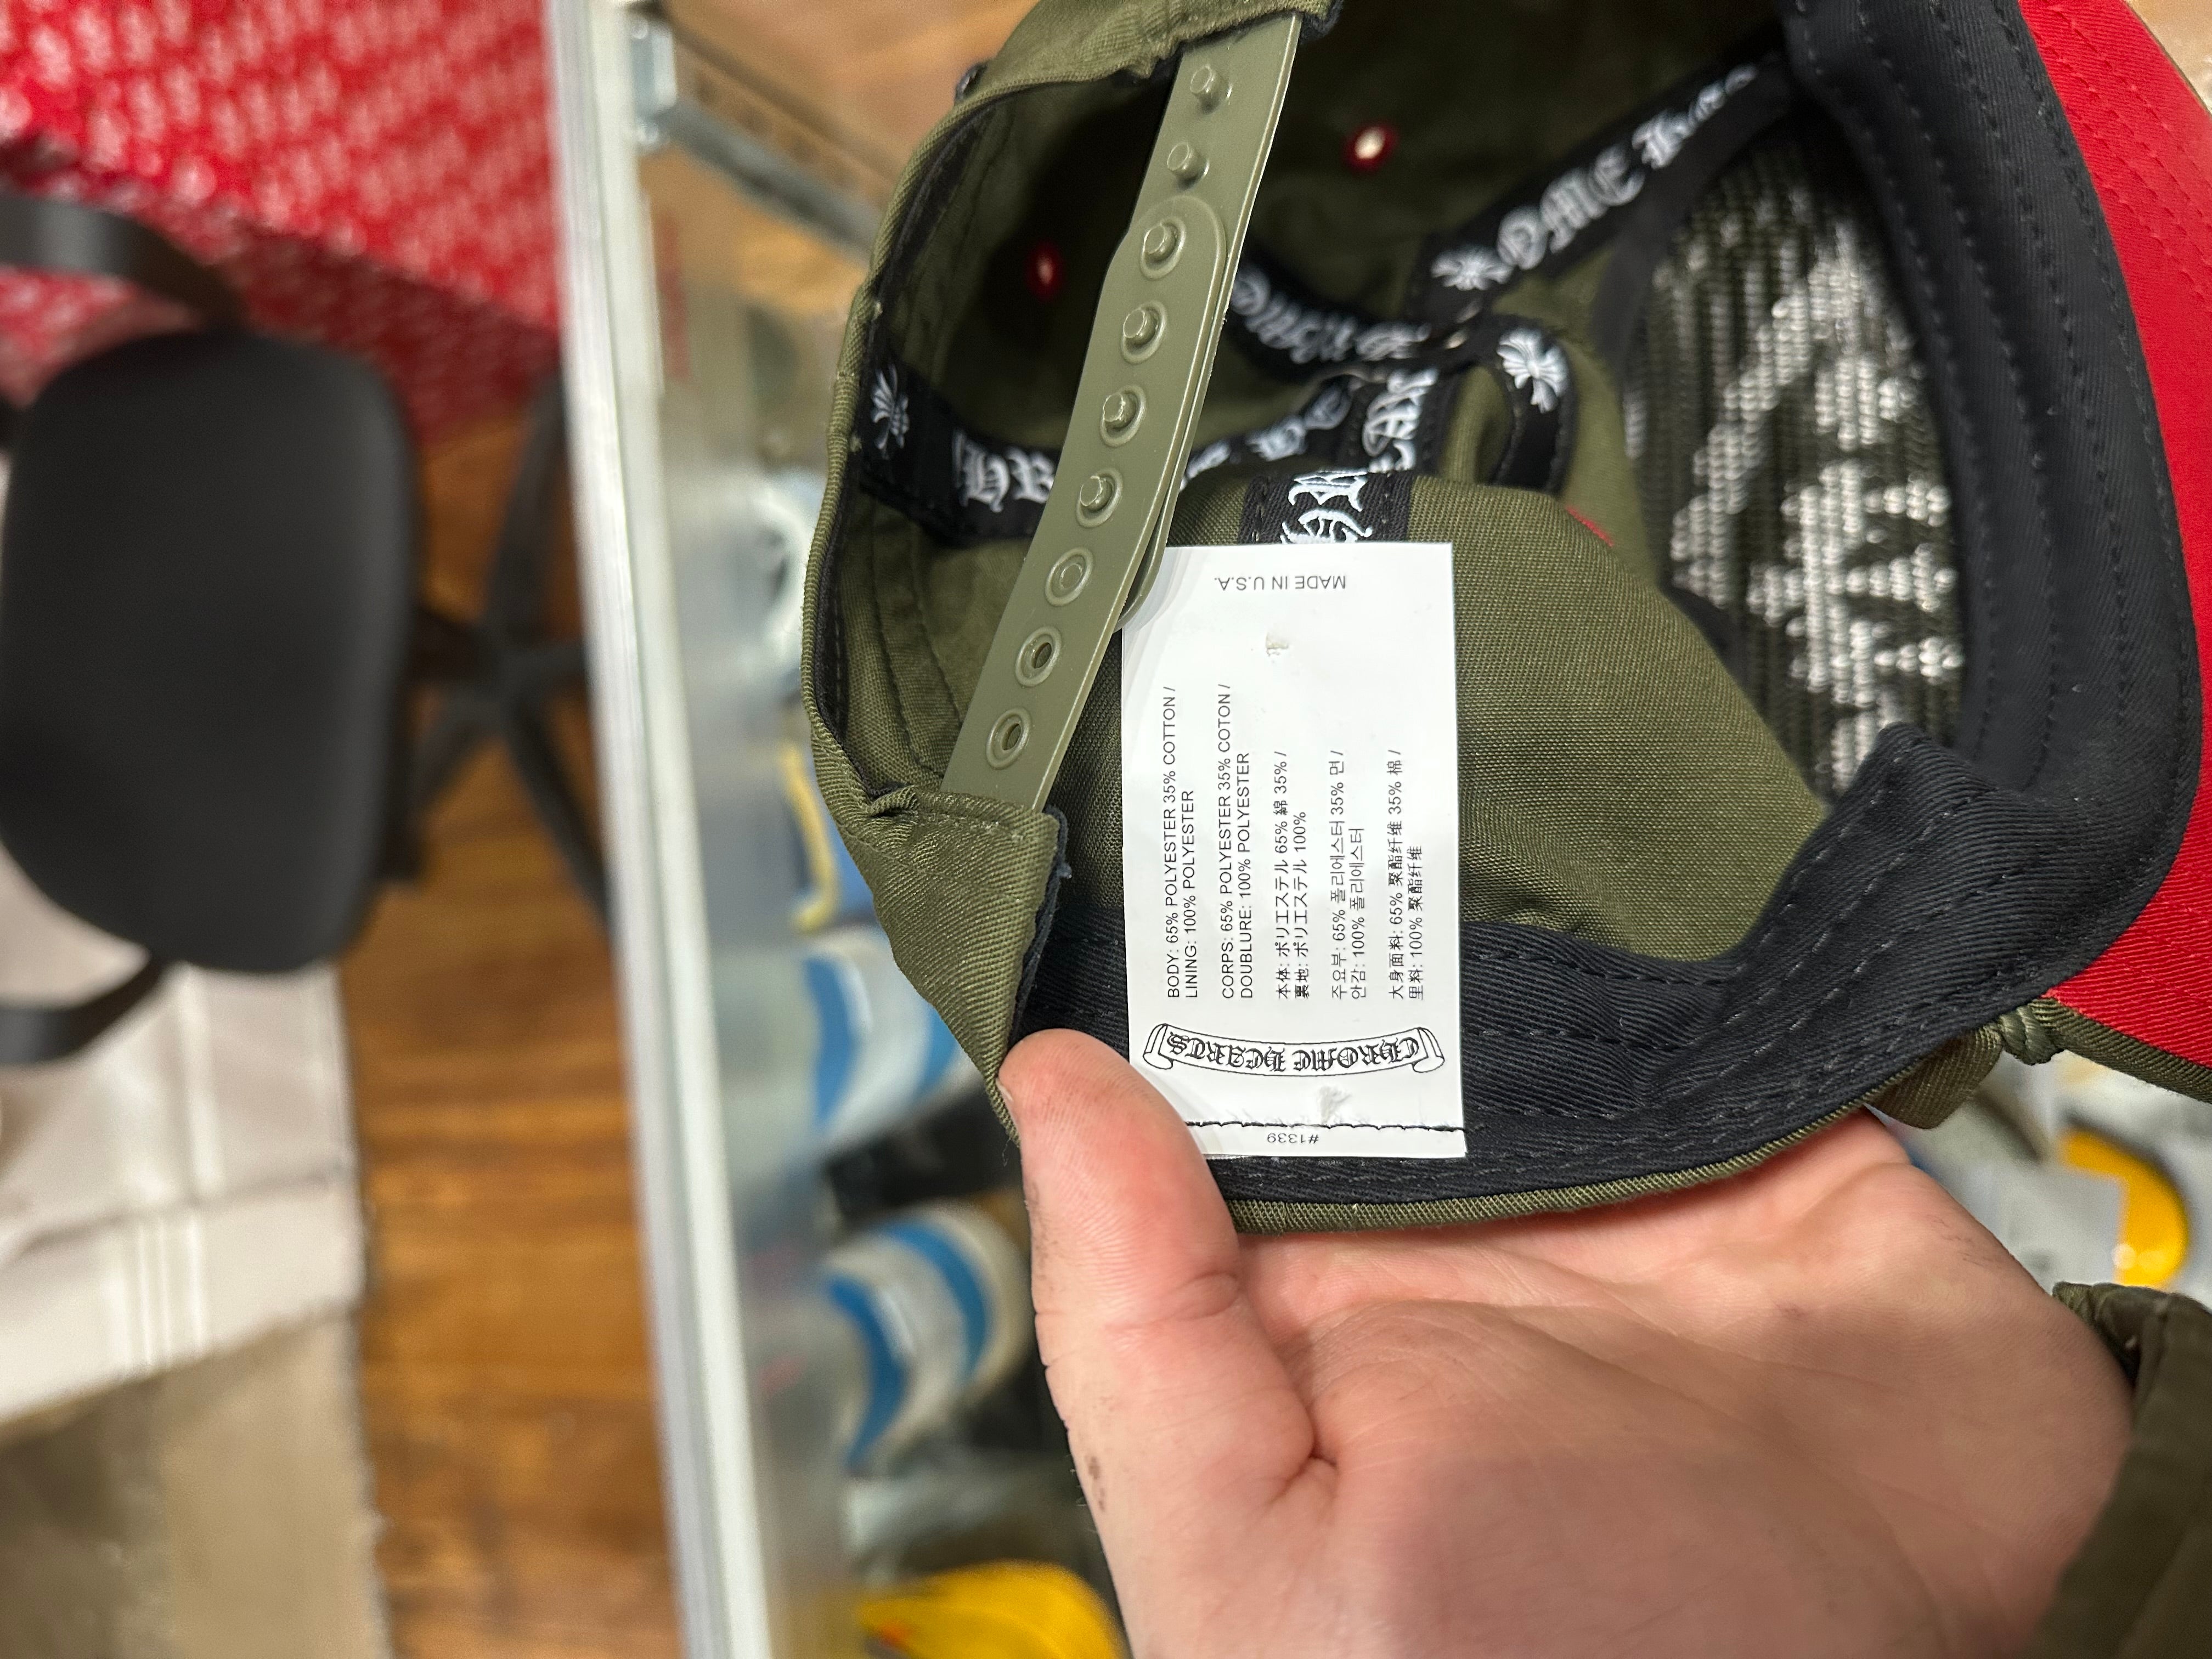 MADE IN U.S.A.
BODY: 65% POLYESTER 35% COTTON /
LINING: 100% POLYESTER
CORPS: 65% POLYESTER 35% COTON /
DOUBLURE: 100% POLYESTER
本体: ポリエステル 65% 綿 35% /
裏地: ポリエステル 100%
주요부: 65% 폴리에스터 35% 면 /
안감: 100% 폴리에스터
大身面料: 65% 聚酯纤维 35% 棉 /
里料: 100% 聚酯纤维
CHROME HEARTS
#1339